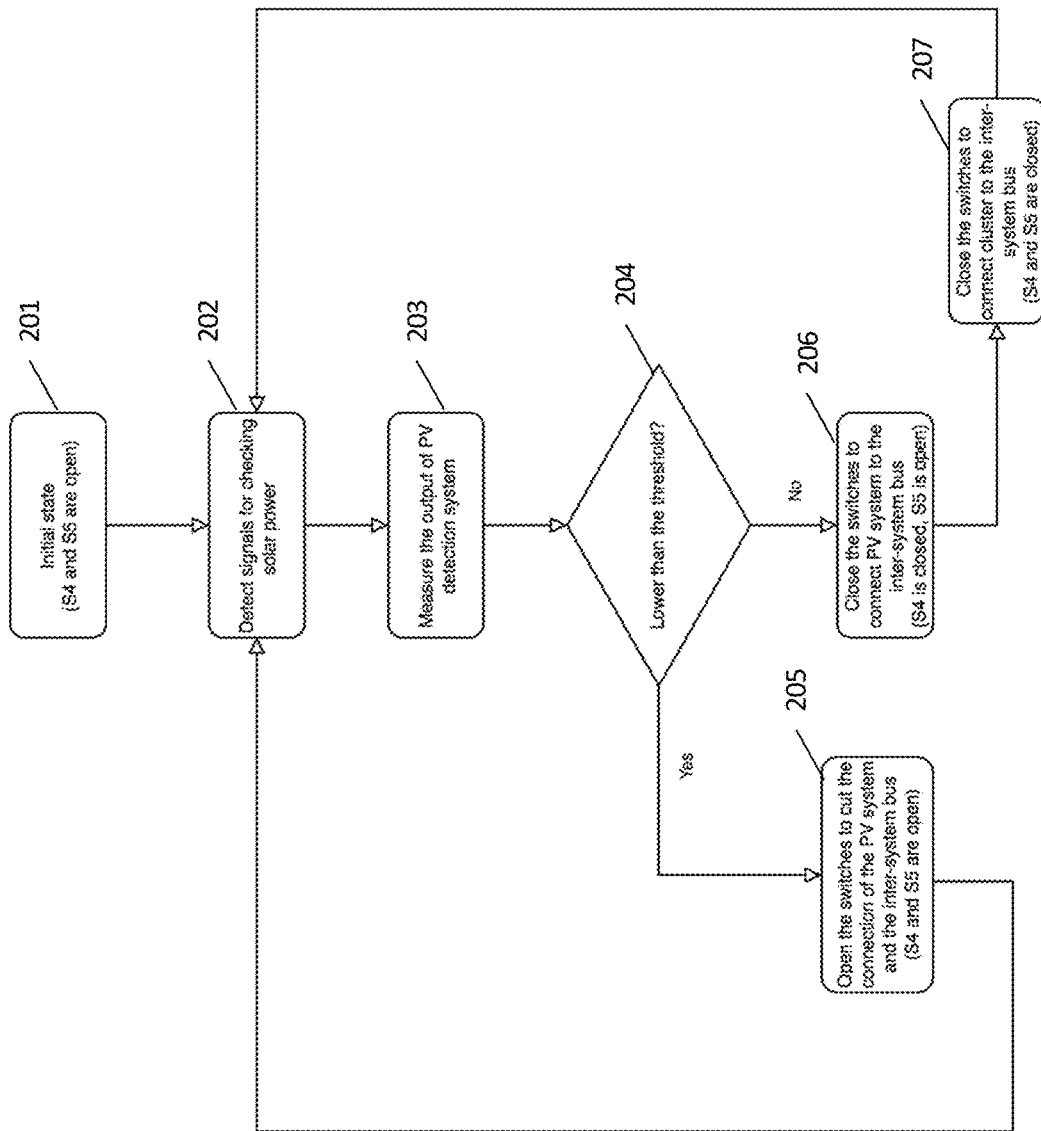 201
Initial state
(S4 and S5 are open)
202
Detect signals for checking
solar power
203
Measure the output of PV
detection system
204
Lower than the threshold?
Yes
No
205
Open the switches to cut the
connection of the PV system
and the inter-system bus
(S4 and S5 are open)
206
Close the switches to
connect PV system to the
inter-system bus
(S4 is closed, S5 is open)
207
Close the switches to
connect cluster to the inter-
system bus
(S4 and S5 are closed)